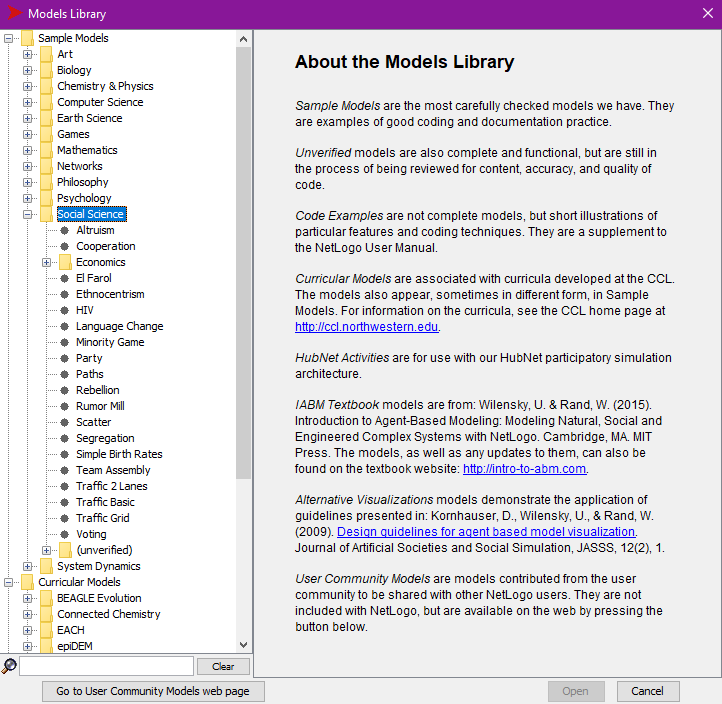 Models Library
Sample Models
Art
Biology
Chemistry & Physics
Computer Science
Earth Science
Games
Mathematics
Networks
Philosophy
Psychology
Social Science
Altruism
Cooperation
Economics
El Farol
Ethnocentrism
HIV
Language Change
Minority Game
Party
Paths
Rebellion
Rumor Mill
Scatter
Segregation
Simple Birth Rates
Team Assembly
Traffic 2 Lanes
Traffic Basic
Traffic Grid
Voting
(unverified)
System Dynamics
Curricular Models
BEAGLE Evolution
Connected Chemistry
EACH
epiDEM
Clear
About the Models Library
Sample Models are the most carefully checked models we have. They
are examples of good coding and documentation practice.
Unverified models are also complete and functional, but are still in
the process of being reviewed for content, accuracy, and quality of
code.
Code Examples are not complete models, but short illustrations of
particular features and coding techniques. They are a supplement to
the NetLogo User Manual.
Curricular Models are associated with curricula developed at the CCL.
The models also appear, sometimes in different form, in Sample
Models. For information on the curricula, see the CCL home page at
http://ccl.northwestern.edu.
HubNet Activities are for use with our HubNet participatory simulation
architecture.
IABM Textbook models are from: Wilensky, U. & Rand, W. (2015).
Introduction to Agent-Based Modeling: Modeling Natural, Social and
Engineered Complex Systems with NetLogo. Cambridge, MA. MIT
Press. The models, as well as any updates to them, can also be
found on the textbook website: http://intro-to-abm.com.
Alternative Visualizations models demonstrate the application of
guidelines presented in: Kornhauser, D., Wilensky, U., & Rand, W.
(2009). Design guidelines for agent based model visualization.
Journal of Artificial Societies and Social Simulation, JASSS, 12(2), 1.
User Community Models are models contributed from the user
community to be shared with other NetLogo users. They are not
included with NetLogo, but are available on the web by pressing the
button below.
Go to User Community Models web page
Open
Cancel